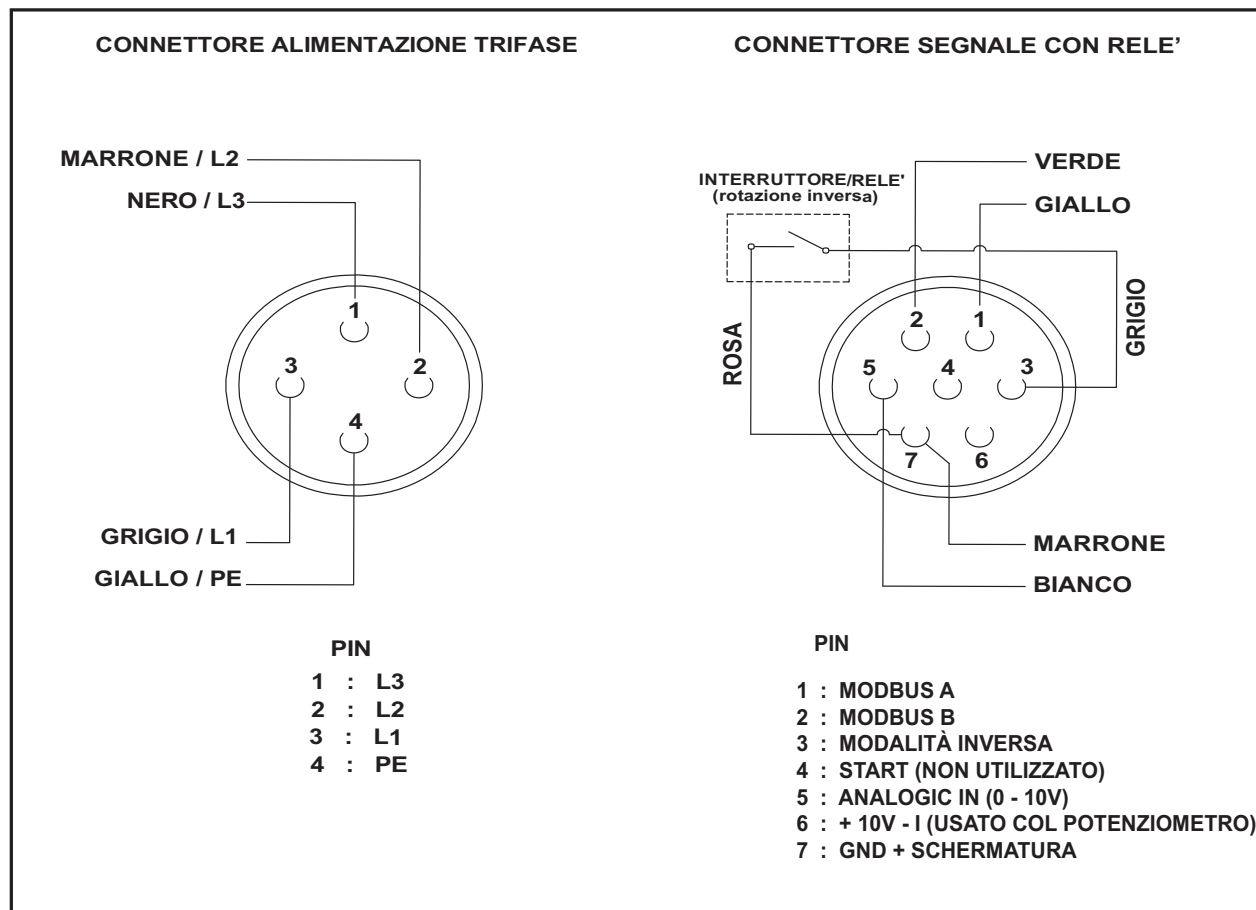 CONNETTORE ALIMENTAZIONE TRIFASE
MARRONE / L2
NERO / L3
1
3
2
4
GRIGIO / L1
GIALLO / PE
PIN
1 : L3
2 : L2
3 : L1
4 : PE
CONNETTORE SEGNALE CON RELE'
VERDE
INTERRUTTORE/RELE'
(rotazione inversa)
GIALLO
GRIGIO
ROSA
2
1
5
4
3
7
6
MARRONE
BIANCO
PIN
1 : MODBUS A
2 : MODBUS B
3 : MODALITÀ INVERSA
4 : START (NON UTILIZZATO)
5 : ANALOGIC IN (0 - 10V)
6 : + 10V - I (USATO COL POTENZIOMETRO)
7 : GND + SCHERMATURA